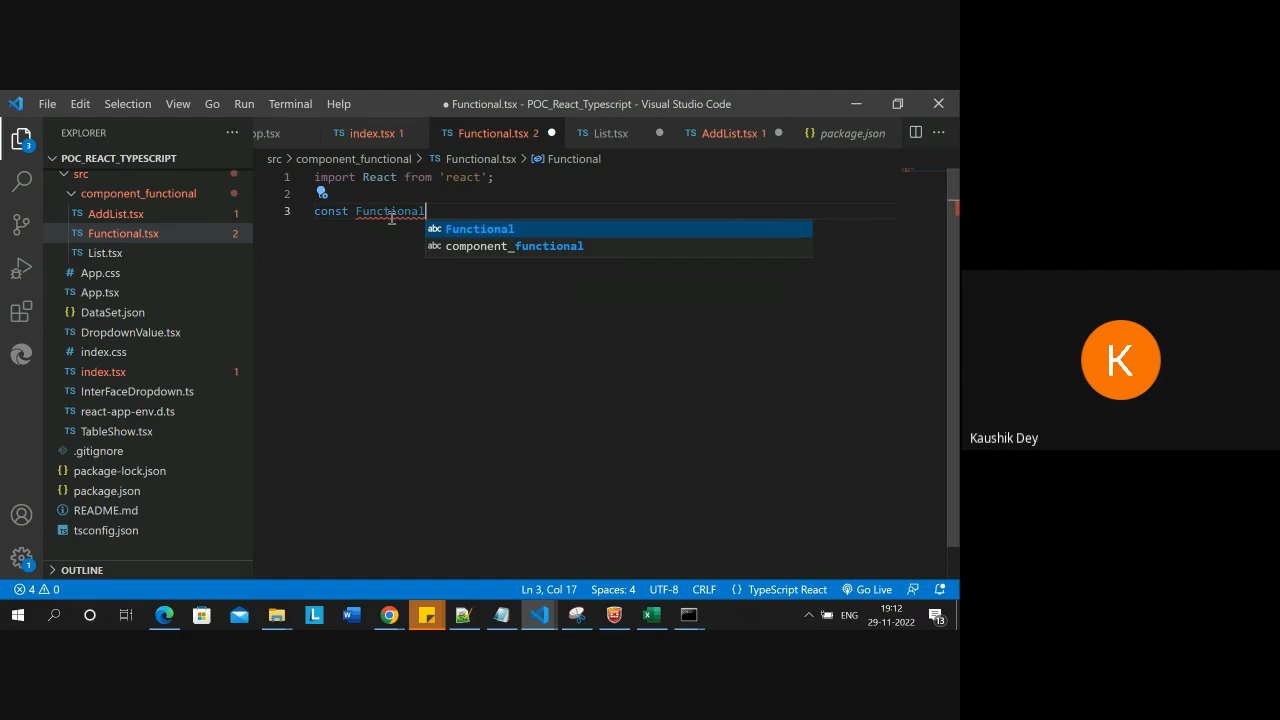 File Edit Selection View Go Run Terminal Help
● Functional.tsx - POC_React_Typescript - Visual Studio Code
EXPLORER
pp.tsx
index.tsx 1
Functional.tsx 2
List.tsx
AddList.tsx 1
package.json
POC_REACT_TYPESCRIPT
src
component_functional
AddList.tsx 1
Functional.tsx 2
List.tsx
App.css
App.tsx
DataSet.json
DropdownValue.tsx
index.css
index.tsx 1
InterFaceDropdown.ts
react-app-env.d.ts
TableShow.tsx
.gitignore
package-lock.json
package.json
README.md
tsconfig.json
OUTLINE
src > component_functional > Functional.tsx > Functional
1 import React from 'react';
2
3 const Functional
Functional
component_functional
4 0
Ln 3, Col 17 Spaces: 4 UTF-8 CRLF {} TypeScript React Go Live
ENG
19:12
29-11-2022
13
K
Kaushik Dey